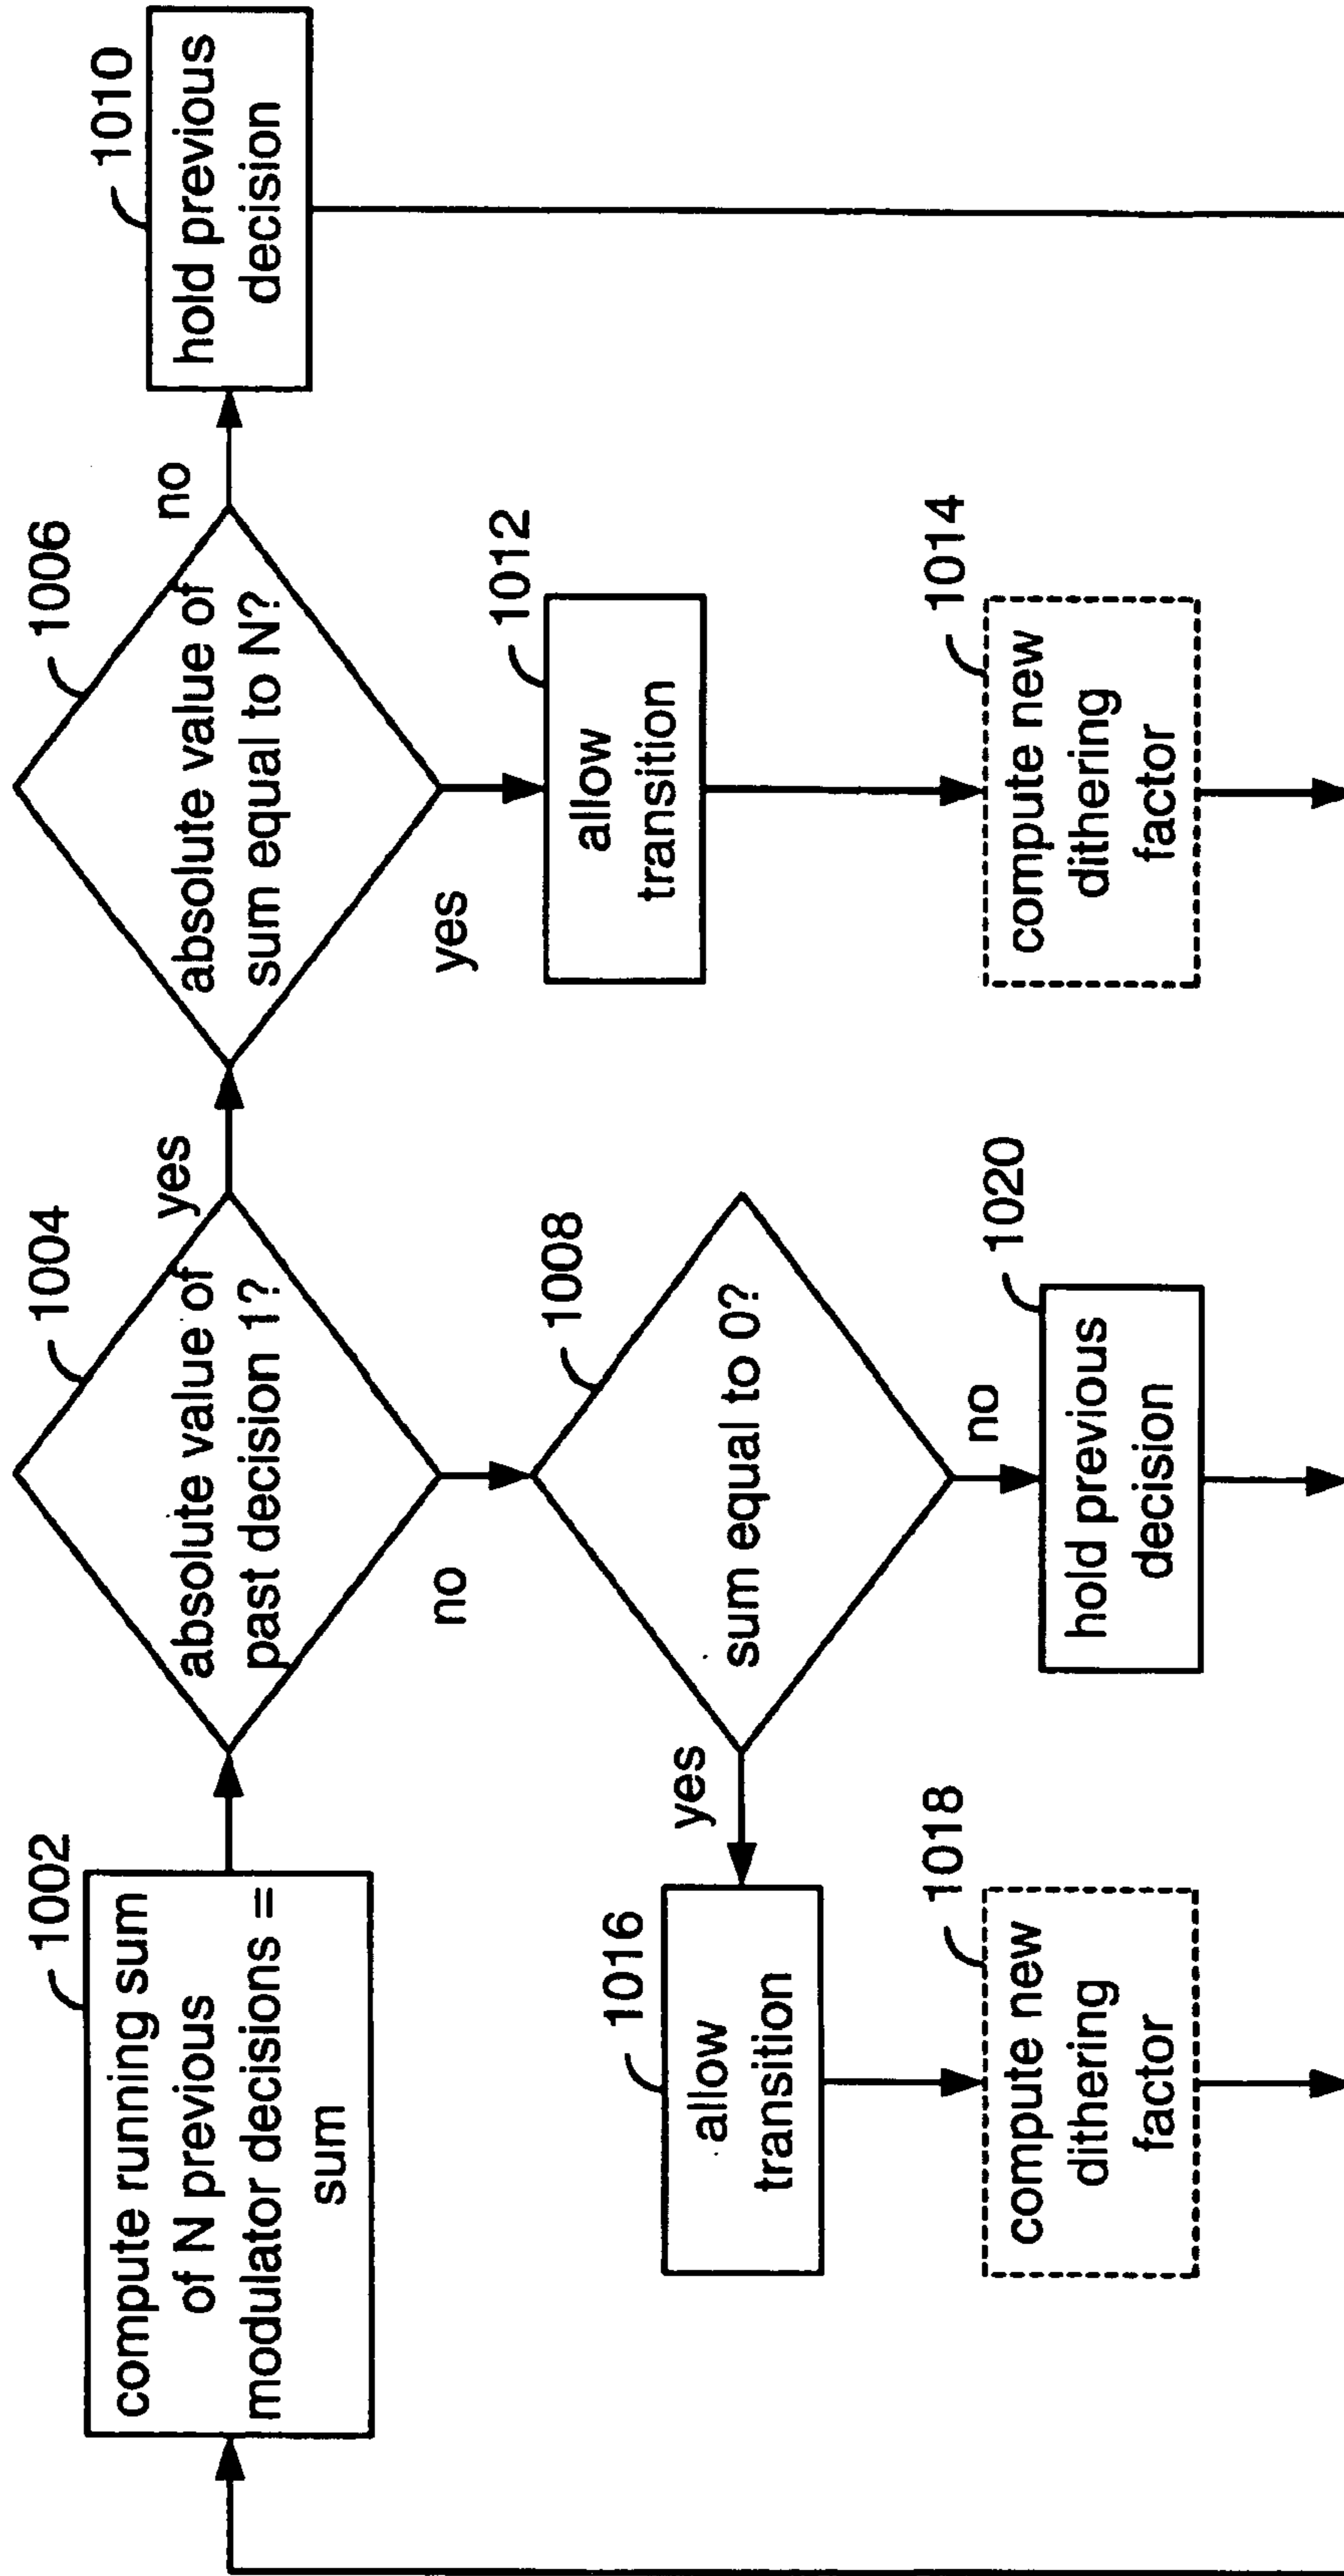 1002
compute running sum
of N previous
modulator decisions =
sum
1004
absolute value of
past decision 1?
yes
no
1006
absolute value of
sum equal to N?
no
yes
1010
hold previous
decision
1012
allow
transition
1014
compute new
dithering
factor
1008
sum equal to 0?
yes
no
1016
allow
transition
1018
compute new
dithering
factor
1020
hold previous
decision